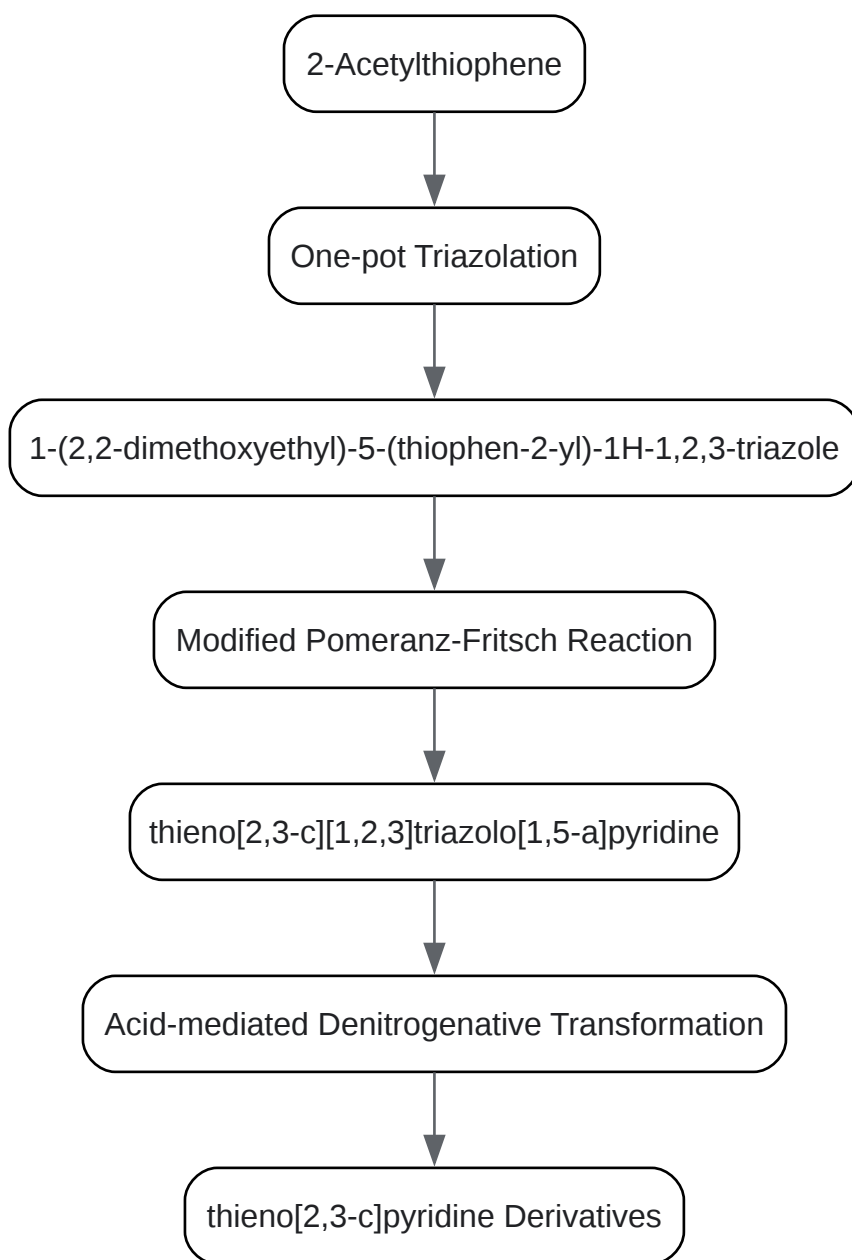 2-Acetylthiophene
One-pot Triazolation
1-(2,2-dimethoxyethyl)-5-(thiophen-2-yl)-1H-1,2,3-triazole
Modified Pomeranz-Fritsch Reaction
thieno[2,3-c][1,2,3]triazolo[1,5-a]pyridine
Acid-mediated Denitrogenative Transformation
thieno[2,3-c]pyridine Derivatives